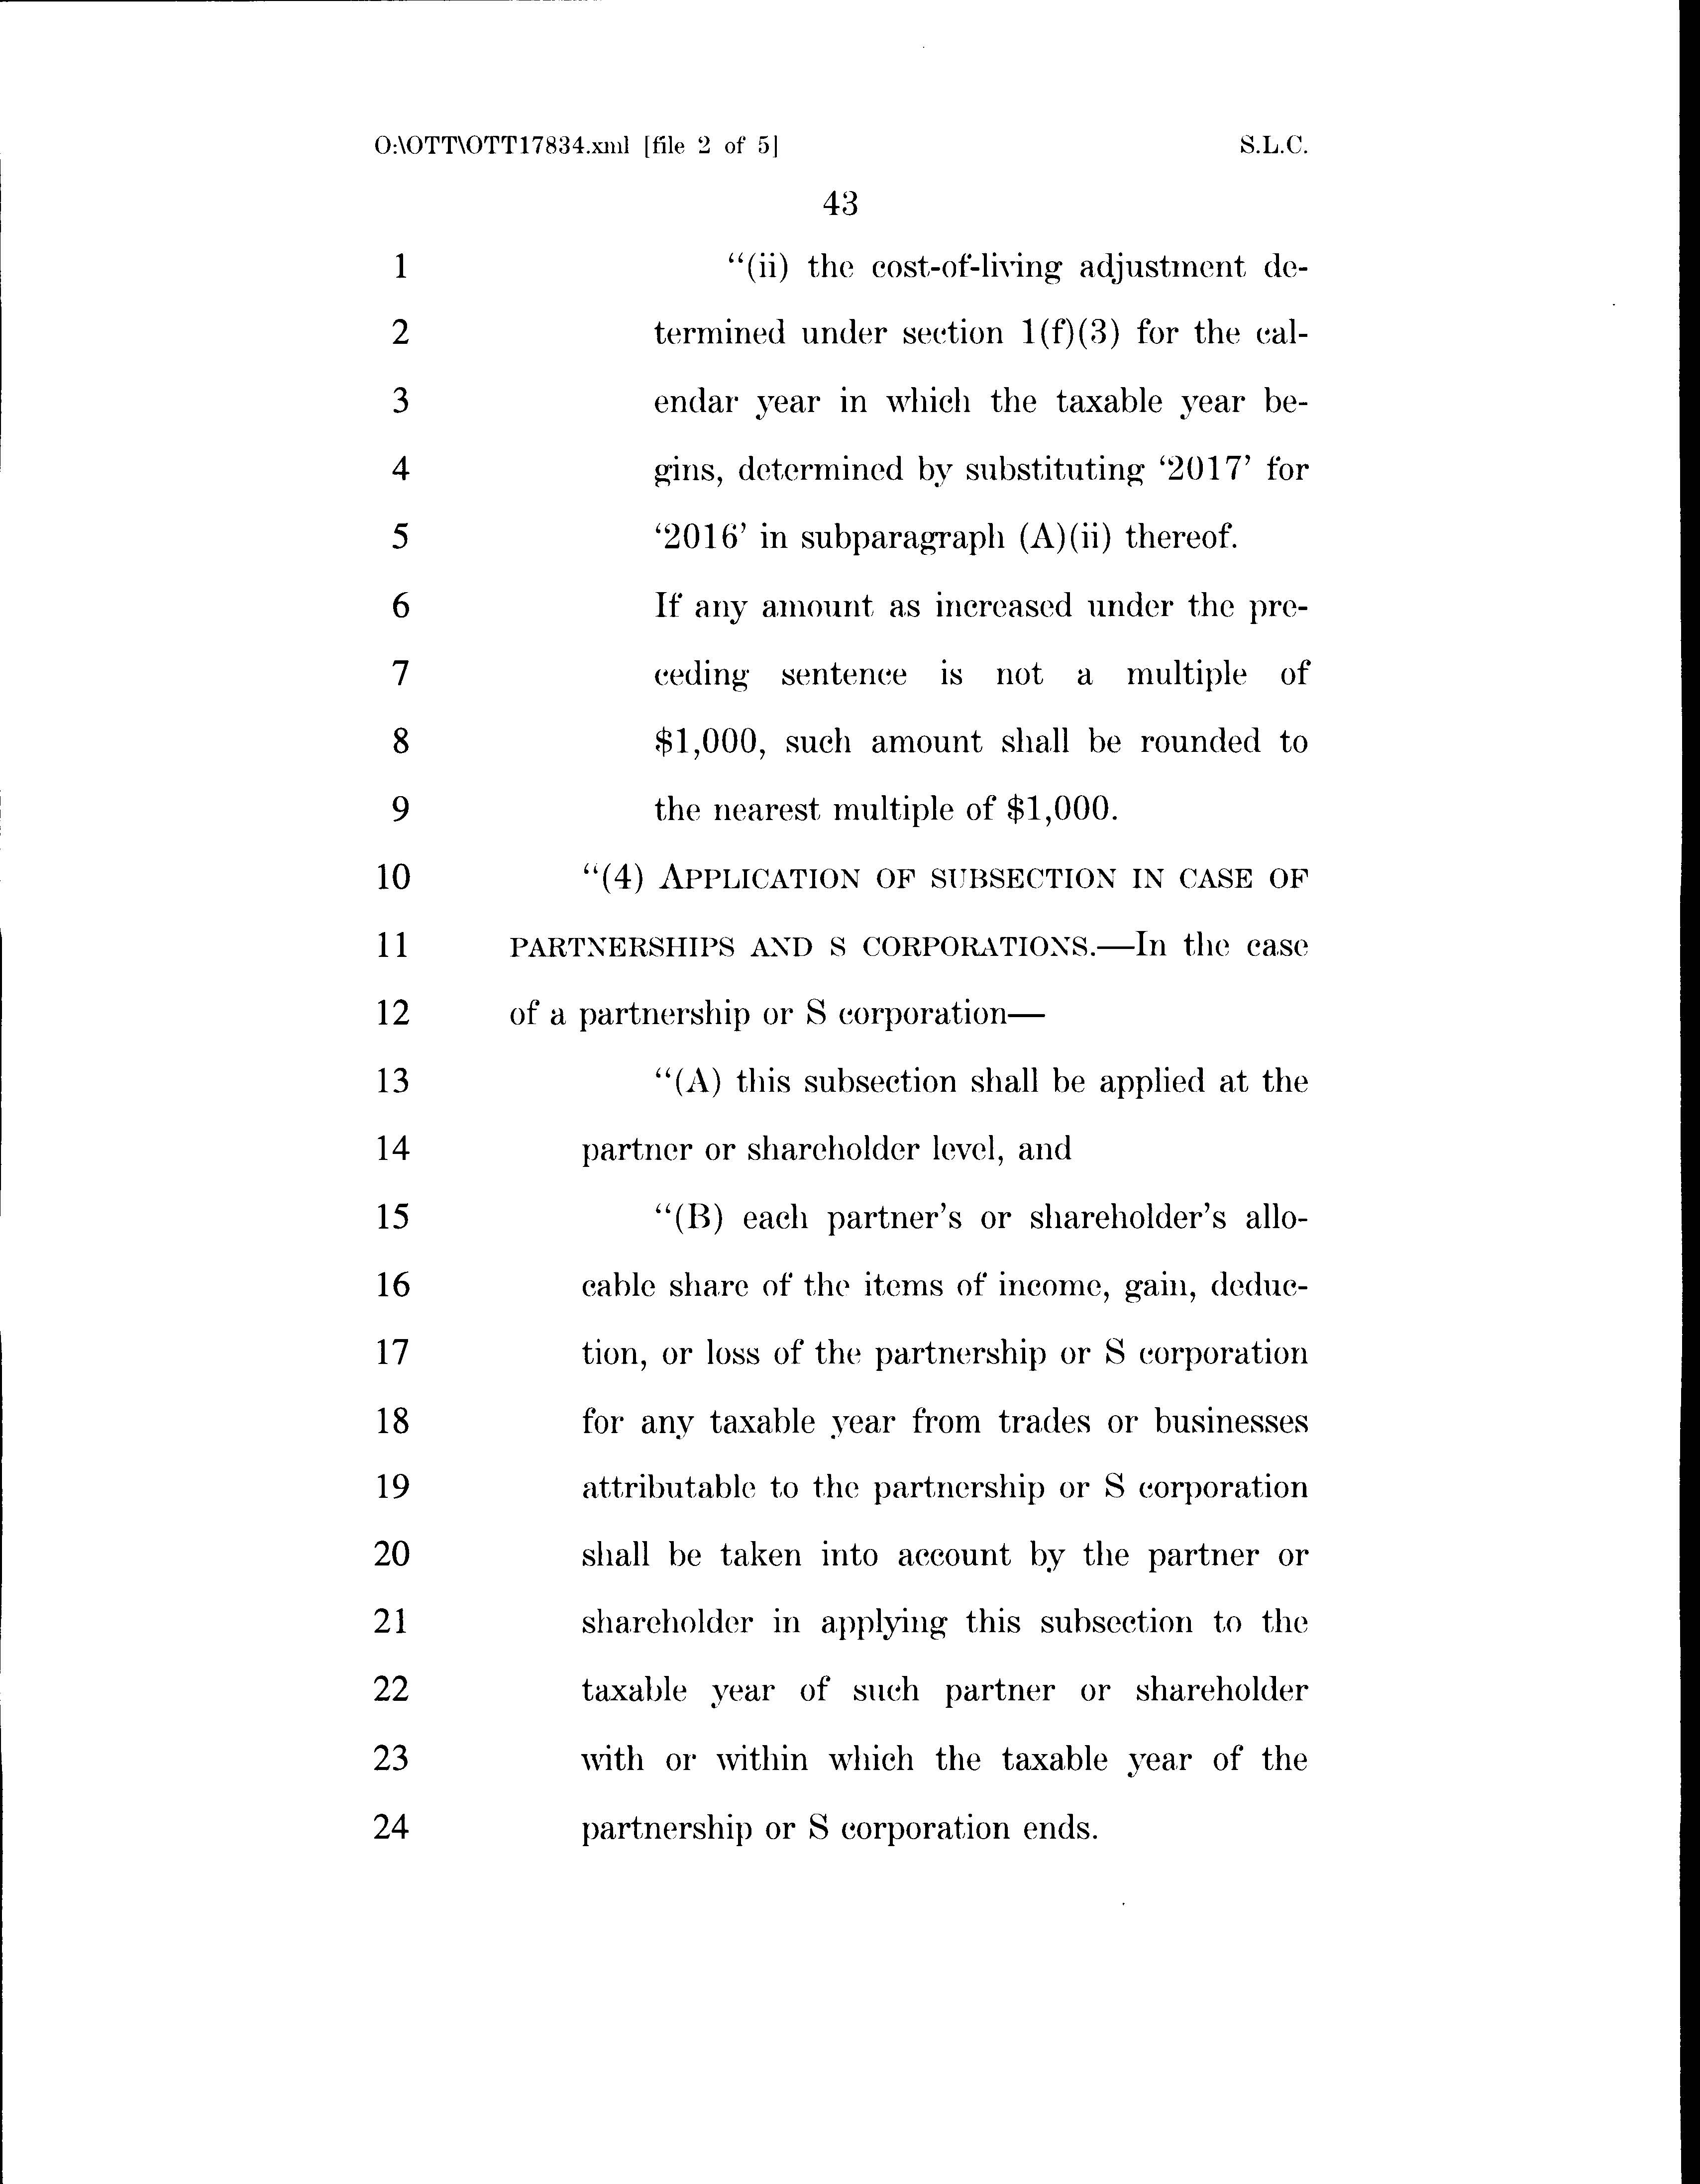 O:\OTT\OTT17834.xml [file 2 of 5] S.L.C.
43
1 “(ii) the cost-of-living adjustment de-
2 termined under section 1(f)(3) for the cal-
3 endar year in which the taxable year be-
4 gins, determined by substituting ‘2017’ for
5 ‘2016’ in subparagraph (A)(ii) thereof.
6 If any amount as increased under the pre-
7 ceding sentence is not a multiple of
8 $1,000, such amount shall be rounded to
9 the nearest multiple of $1,000.
10 “(4) APPLICATION OF SUBSECTION IN CASE OF
11 PARTNERSHIPS AND S CORPORATIONS.—In the case
12 of a partnership or S corporation—
13 “(A) this subsection shall be applied at the
14 partner or shareholder level, and
15 “(B) each partner’s or shareholder’s allo-
16 cable share of the items of income, gain, deduc-
17 tion, or loss of the partnership or S corporation
18 for any taxable year from trades or businesses
19 attributable to the partnership or S corporation
20 shall be taken into account by the partner or
21 shareholder in applying this subsection to the
22 taxable year of such partner or shareholder
23 with or within which the taxable year of the
24 partnership or S corporation ends.